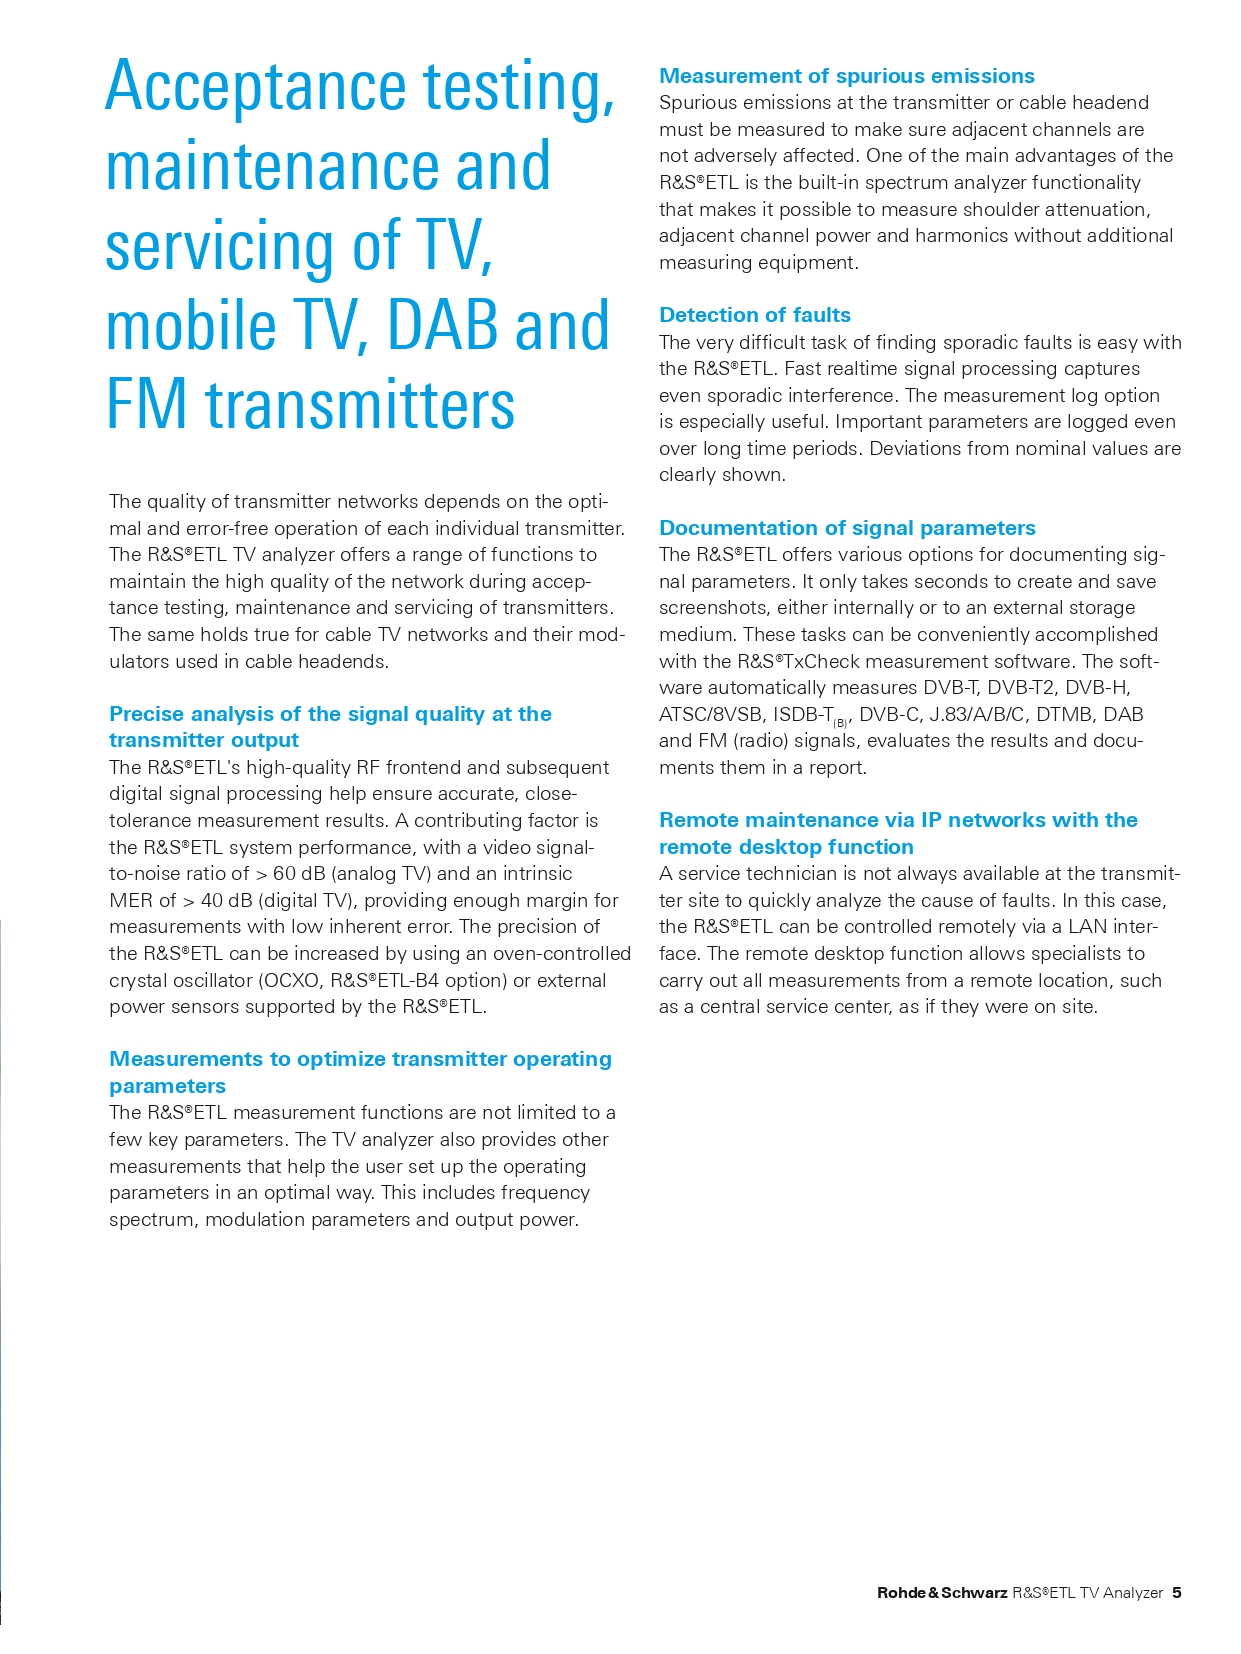 Acceptance testing,
maintenance and
servicing of TV,
mobile TV, DAB and
FM transmitters
The quality of transmitter networks depends on the opti-
mal and error-free operation of each individual transmitter.
The R&S®ETL TV analyzer offers a range of functions to
maintain the high quality of the network during accep-
tance testing, maintenance and servicing of transmitters.
The same holds true for cable TV networks and their mod-
ulators used in cable headends.
Precise analysis of the signal quality at the
transmitter output
The R&S®ETL's high-quality RF frontend and subsequent
digital signal processing help ensure accurate, close-
tolerance measurement results. A contributing factor is
the R&S®ETL system performance, with a video signal-
to-noise ratio of > 60 dB (analog TV) and an intrinsic
MER of > 40 dB (digital TV), providing enough margin for
measurements with low inherent error. The precision of
the R&S®ETL can be increased by using an oven-controlled
crystal oscillator (OCXO, R&S®ETL-B4 option) or external
power sensors supported by the R&S®ETL.
Measurements to optimize transmitter operating
parameters
The R&S®ETL measurement functions are not limited to a
few key parameters. The TV analyzer also provides other
measurements that help the user set up the operating
parameters in an optimal way. This includes frequency
spectrum, modulation parameters and output power.
Measurement of spurious emissions
Spurious emissions at the transmitter or cable headend
must be measured to make sure adjacent channels are
not adversely affected. One of the main advantages of the
R&S®ETL is the built-in spectrum analyzer functionality
that makes it possible to measure shoulder attenuation,
adjacent channel power and harmonics without additional
measuring equipment.
Detection of faults
The very difficult task of finding sporadic faults is easy with
the R&S®ETL. Fast realtime signal processing captures
even sporadic interference. The measurement log option
is especially useful. Important parameters are logged even
over long time periods. Deviations from nominal values are
clearly shown.
Documentation of signal parameters
The R&S®ETL offers various options for documenting sig-
nal parameters. It only takes seconds to create and save
screenshots, either internally or to an external storage
medium. These tasks can be conveniently accomplished
with the R&S®TxCheck measurement software. The soft-
ware automatically measures DVB-T, DVB-T2, DVB-H,
ATSC/8VSB, ISDB-T(B), DVB-C, J.83/A/B/C, DTMB, DAB
and FM (radio) signals, evaluates the results and docu-
ments them in a report.
Remote maintenance via IP networks with the
remote desktop function
A service technician is not always available at the transmit-
ter site to quickly analyze the cause of faults. In this case,
the R&S®ETL can be controlled remotely via a LAN inter-
face. The remote desktop function allows specialists to
carry out all measurements from a remote location, such
as a central service center, as if they were on site.
Rohde & Schwarz R&S®ETL TV Analyzer 5